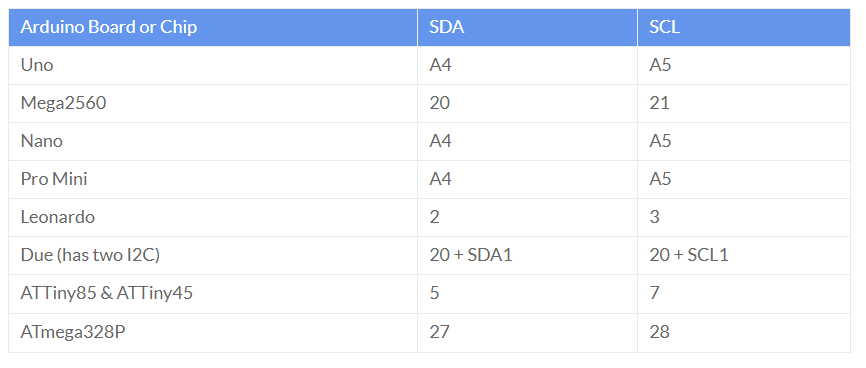 Arduino Board or Chip SDA SCL
Uno A4 A5
Mega2560 20 21
Nano A4 A5
Pro Mini A4 A5
Leonardo 2 3
Due (has two I2C) 20 + SDA1 20 + SCL1
ATTiny85 & ATTiny45 5 7
ATmega328P 27 28